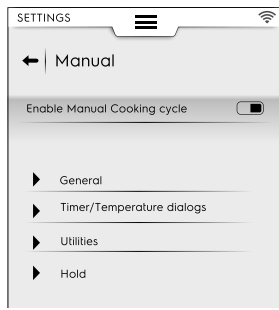 SETTINGS
Manual
Enable Manual Cooking cycle
General
Timer/Temperature dialogs
Utilities
Hold